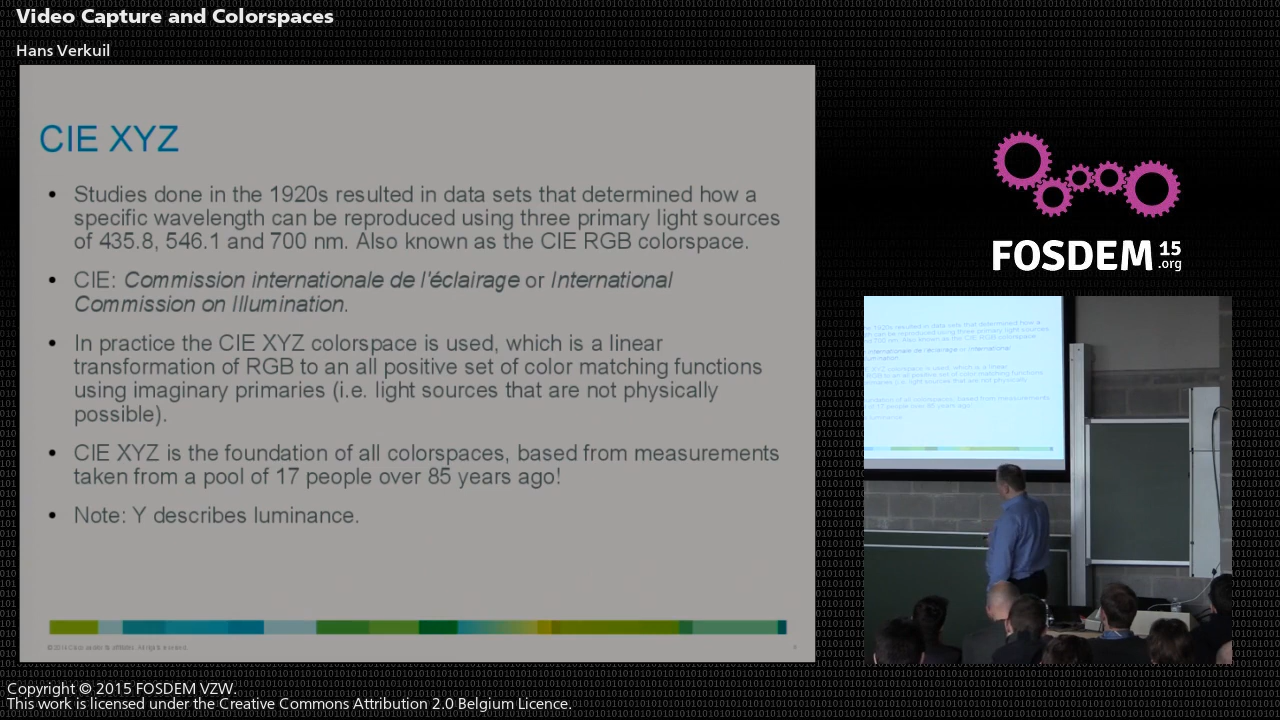 Video Capture and Colorspaces
Hans Verkuil
CIE XYZ
• Studies done in the 1920s resulted in data sets that determined how a
specific wavelength can be reproduced using three primary light sources
of 435.8, 546.1 and 700 nm. Also known as the CIE RGB colorspace.
• CIE: Commission internationale de l'éclairage or International
Commission on Illumination.
• In practice the CIE XYZ colorspace is used, which is a linear
transformation of RGB to an all positive set of color matching functions
using imaginary primaries (i.e. light sources that are not physically
possible).
• CIE XYZ is the foundation of all colorspaces, based from measurements
taken from a pool of 17 people over 85 years ago!
• Note: Y describes luminance.
FOSDEM 15
.org
Copyright © 2015 FOSDEM VZW.
This work is licensed under the Creative Commons Attribution 2.0 Belgium Licence.